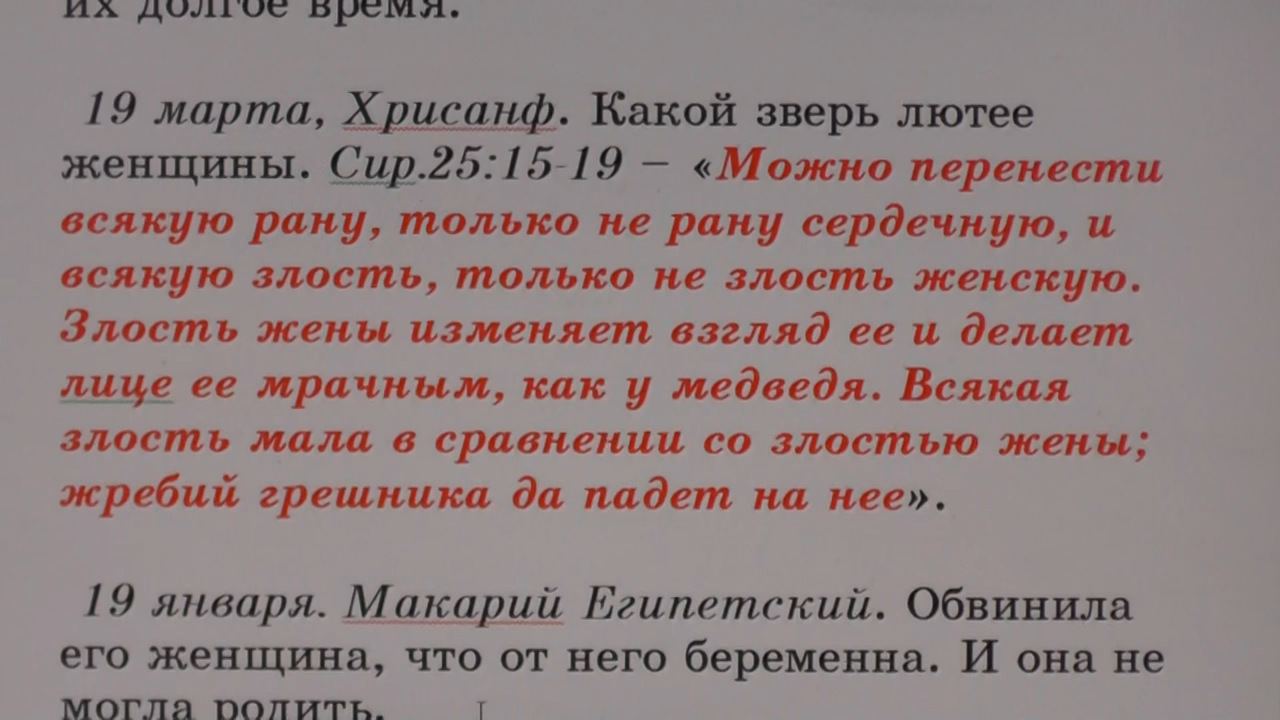 их долгое время.
19 марта, Хрисанф. Какой зверь лютее
женщины. Сир.25:15-19 – «Можно перенести
всякую рану, только не рану сердечную, и
всякую злость, только не злость женскую.
Злость жены изменяет взгляд ее и делает
лице ее мрачным, как у медведя. Всякая
злость мала в сравнении со злостью жены;
жребий грешника да падет на нее».
19 января. Макарий Египетский. Обвинила
его женщина, что от него беременна. И она не
могла родить.